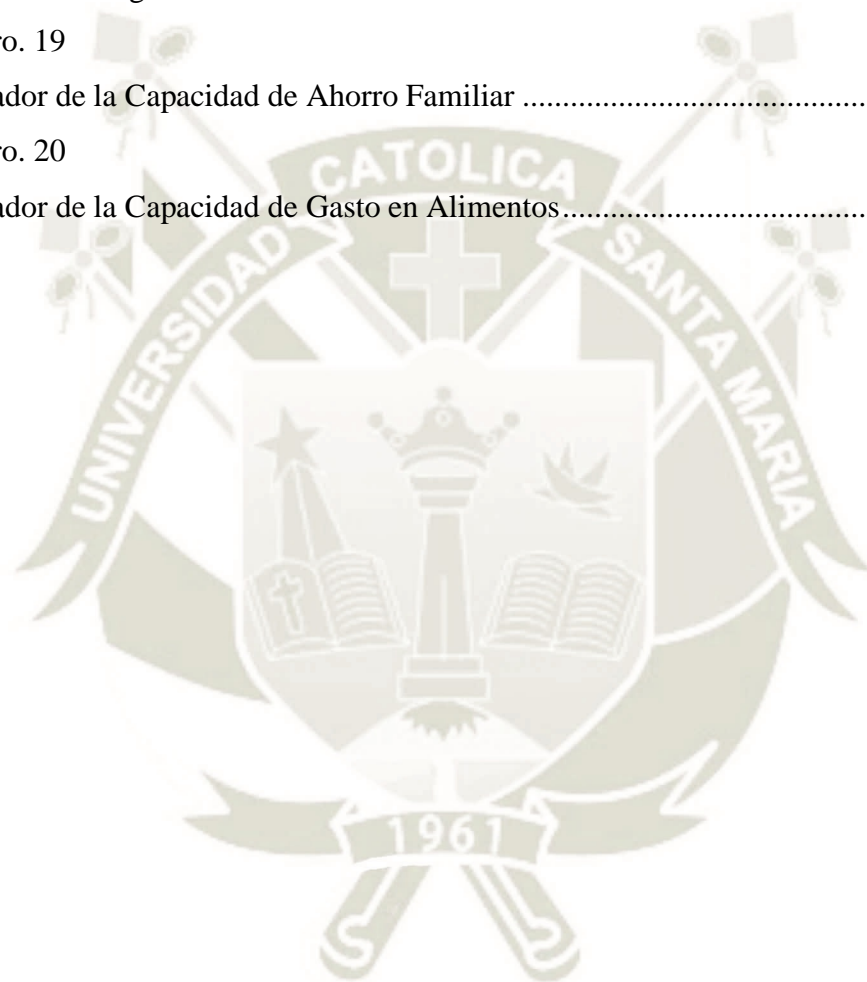 ro. 19
ador de la Capacidad de Ahorro Familiar ............................................
ro. 20
ador de la Capacidad de Gasto en Alimentos.......................................
CATOLICA
UNIVERSIDAD
SANTA MARIA
1961